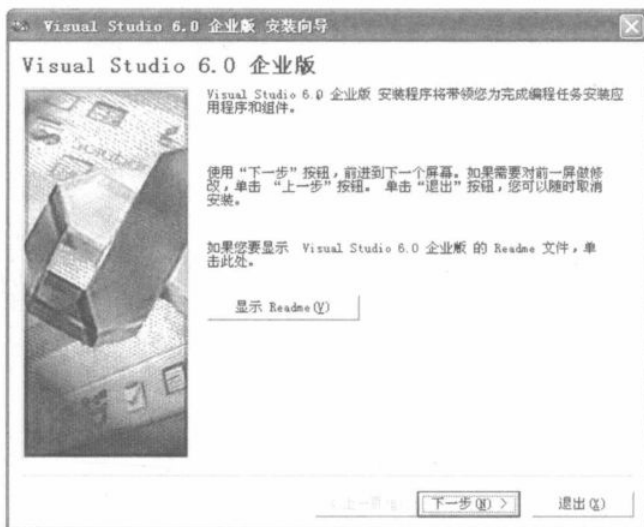 Visual Studio 6.0 企业版 安装向导
Visual Studio 6.0 企业版
Visual Studio 6.0 企业版 安装程序将带领您为完成编程任务安装应
用程序和组件。
使用“下一步”按钮，前进到下一个屏幕。如果需要对前一屏做修
改，单击 “上一步”按钮。 单击“退出”按钮，您可以随时取消
安装。
如果您要显示 Visual Studio 6.0 企业版 的 Readme 文件，单
击此处。
显示 Readme(V)
下一步(N) >
退出(X)